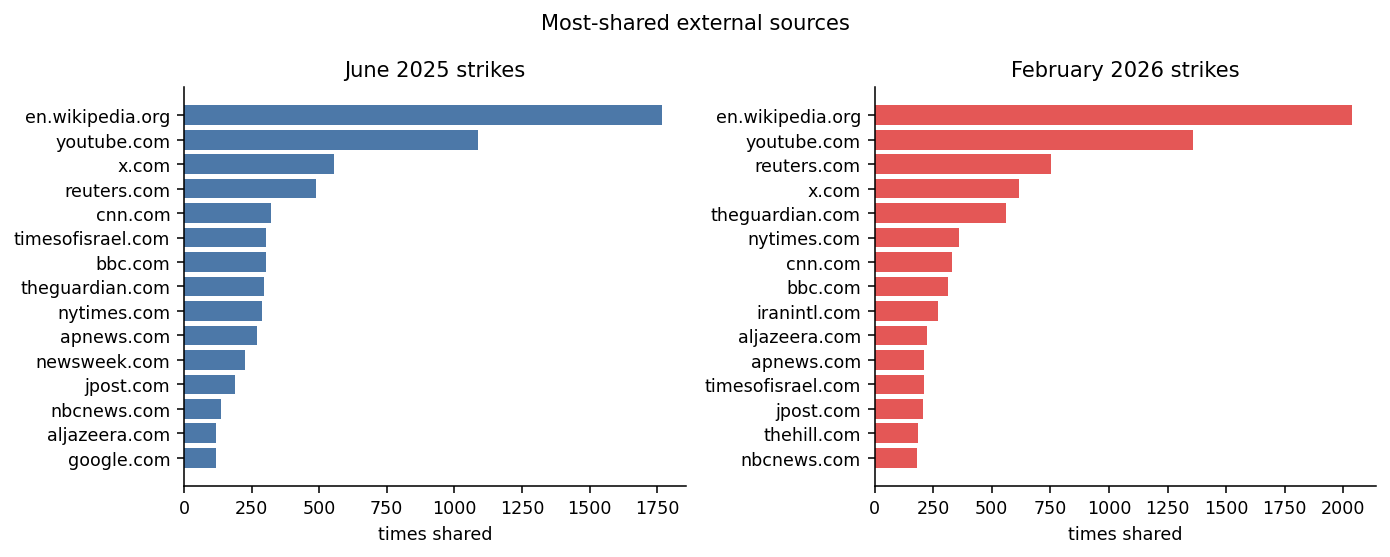 Most-shared external sources
June 2025 strikes
en.wikipedia.org
youtube.com
x.com
reuters.com
cnn.com
timesofisrael.com
bbc.com
theguardian.com
nytimes.com
apnews.com
newsweek.com
jpost.com
nbcnews.com
aljazeera.com
google.com
0 250 500 750 1000 1250 1500 1750
times shared
February 2026 strikes
en.wikipedia.org
youtube.com
reuters.com
x.com
theguardian.com
nytimes.com
cnn.com
bbc.com
iranintl.com
aljazeera.com
apnews.com
timesofisrael.com
jpost.com
thehill.com
nbcnews.com
0 250 500 750 1000 1250 1500 1750 2000
times shared